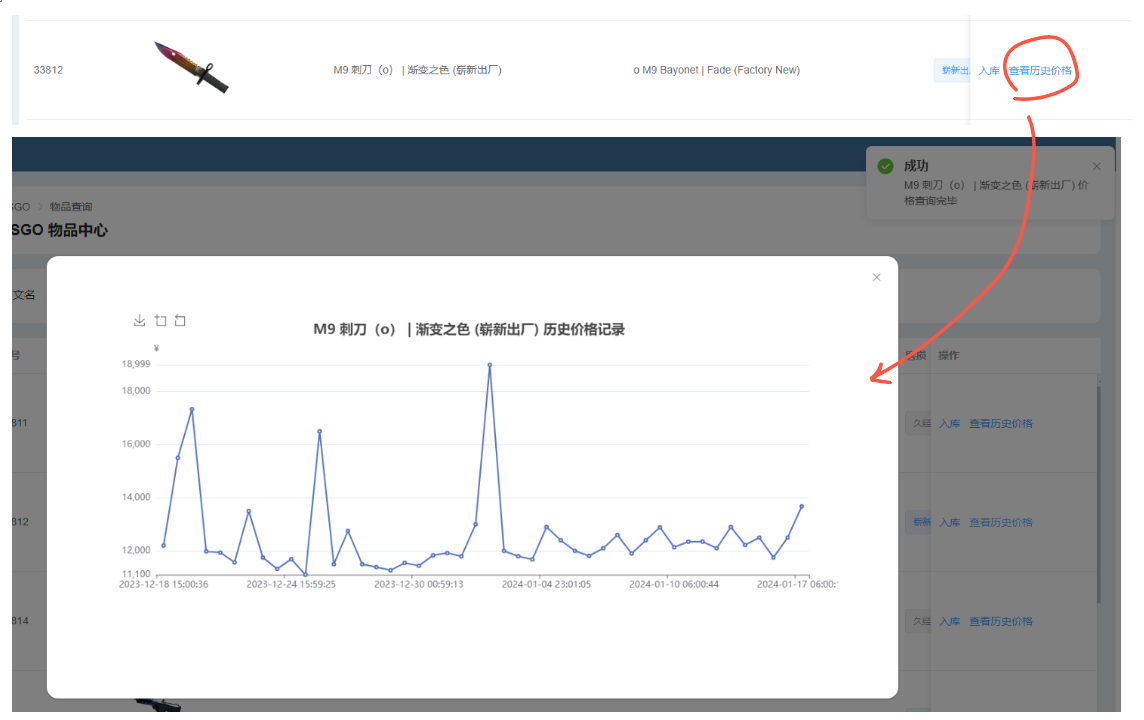 33812
M9 刺刀（o） | 渐变之色 (崭新出厂)
o M9 Bayonet | Fade (Factory New)
崭新出
入库
查看历史价格
成功
M9 刺刀（o） | 渐变之色 (崭新出厂) 价
格查询完毕
SGO > 物品查询
SGO 物品中心
文名
号
磨损
操作
M9 刺刀（o） | 渐变之色 (崭新出厂) 历史价格记录
¥
18,999
18,000
16,000
14,000
12,000
11,100
2023-12-18 15:00:36
2023-12-24 15:59:25
2023-12-30 00:59:13
2024-01-04 23:01:05
2024-01-10 06:00:44
2024-01-17 06:00:
811
久经
入库
查看历史价格
812
崭新
入库
查看历史价格
814
久经
入库
查看历史价格